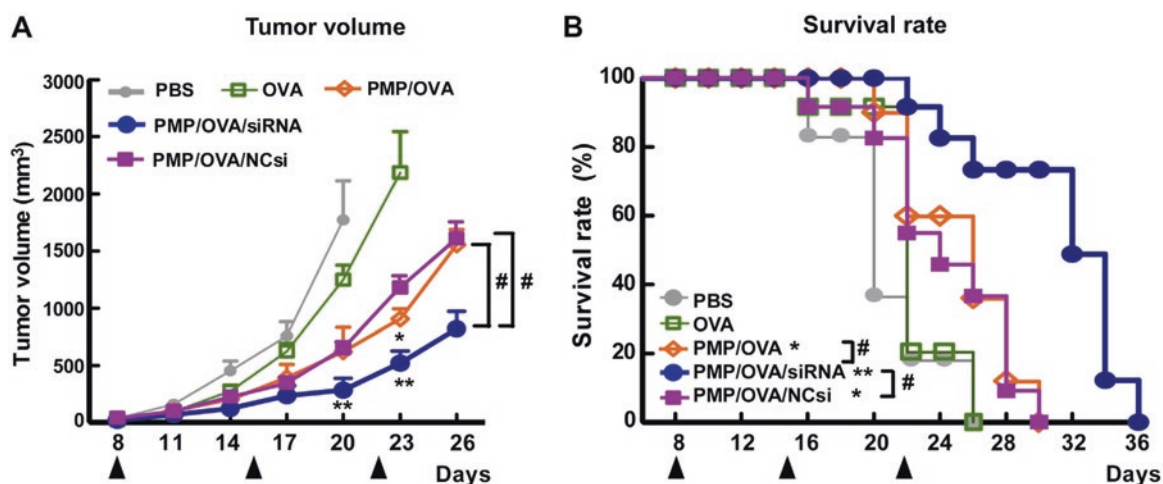 A
Tumor volume
Tumor volume (mm³)
3000
2500
2000
1500
1000
500
0
PBS
OVA
PMP/OVA
PMP/OVA/siRNA
PMP/OVA/NCsi
*
**
**
#
#
8 11 14 17 20 23 26
Days
B
Survival rate
Survival rate (%)
100
80
60
40
20
0
PBS
OVA
PMP/OVA *
PMP/OVA/siRNA **
PMP/OVA/NCsi *
#
#
8 12 16 20 24 28 32 36
Days